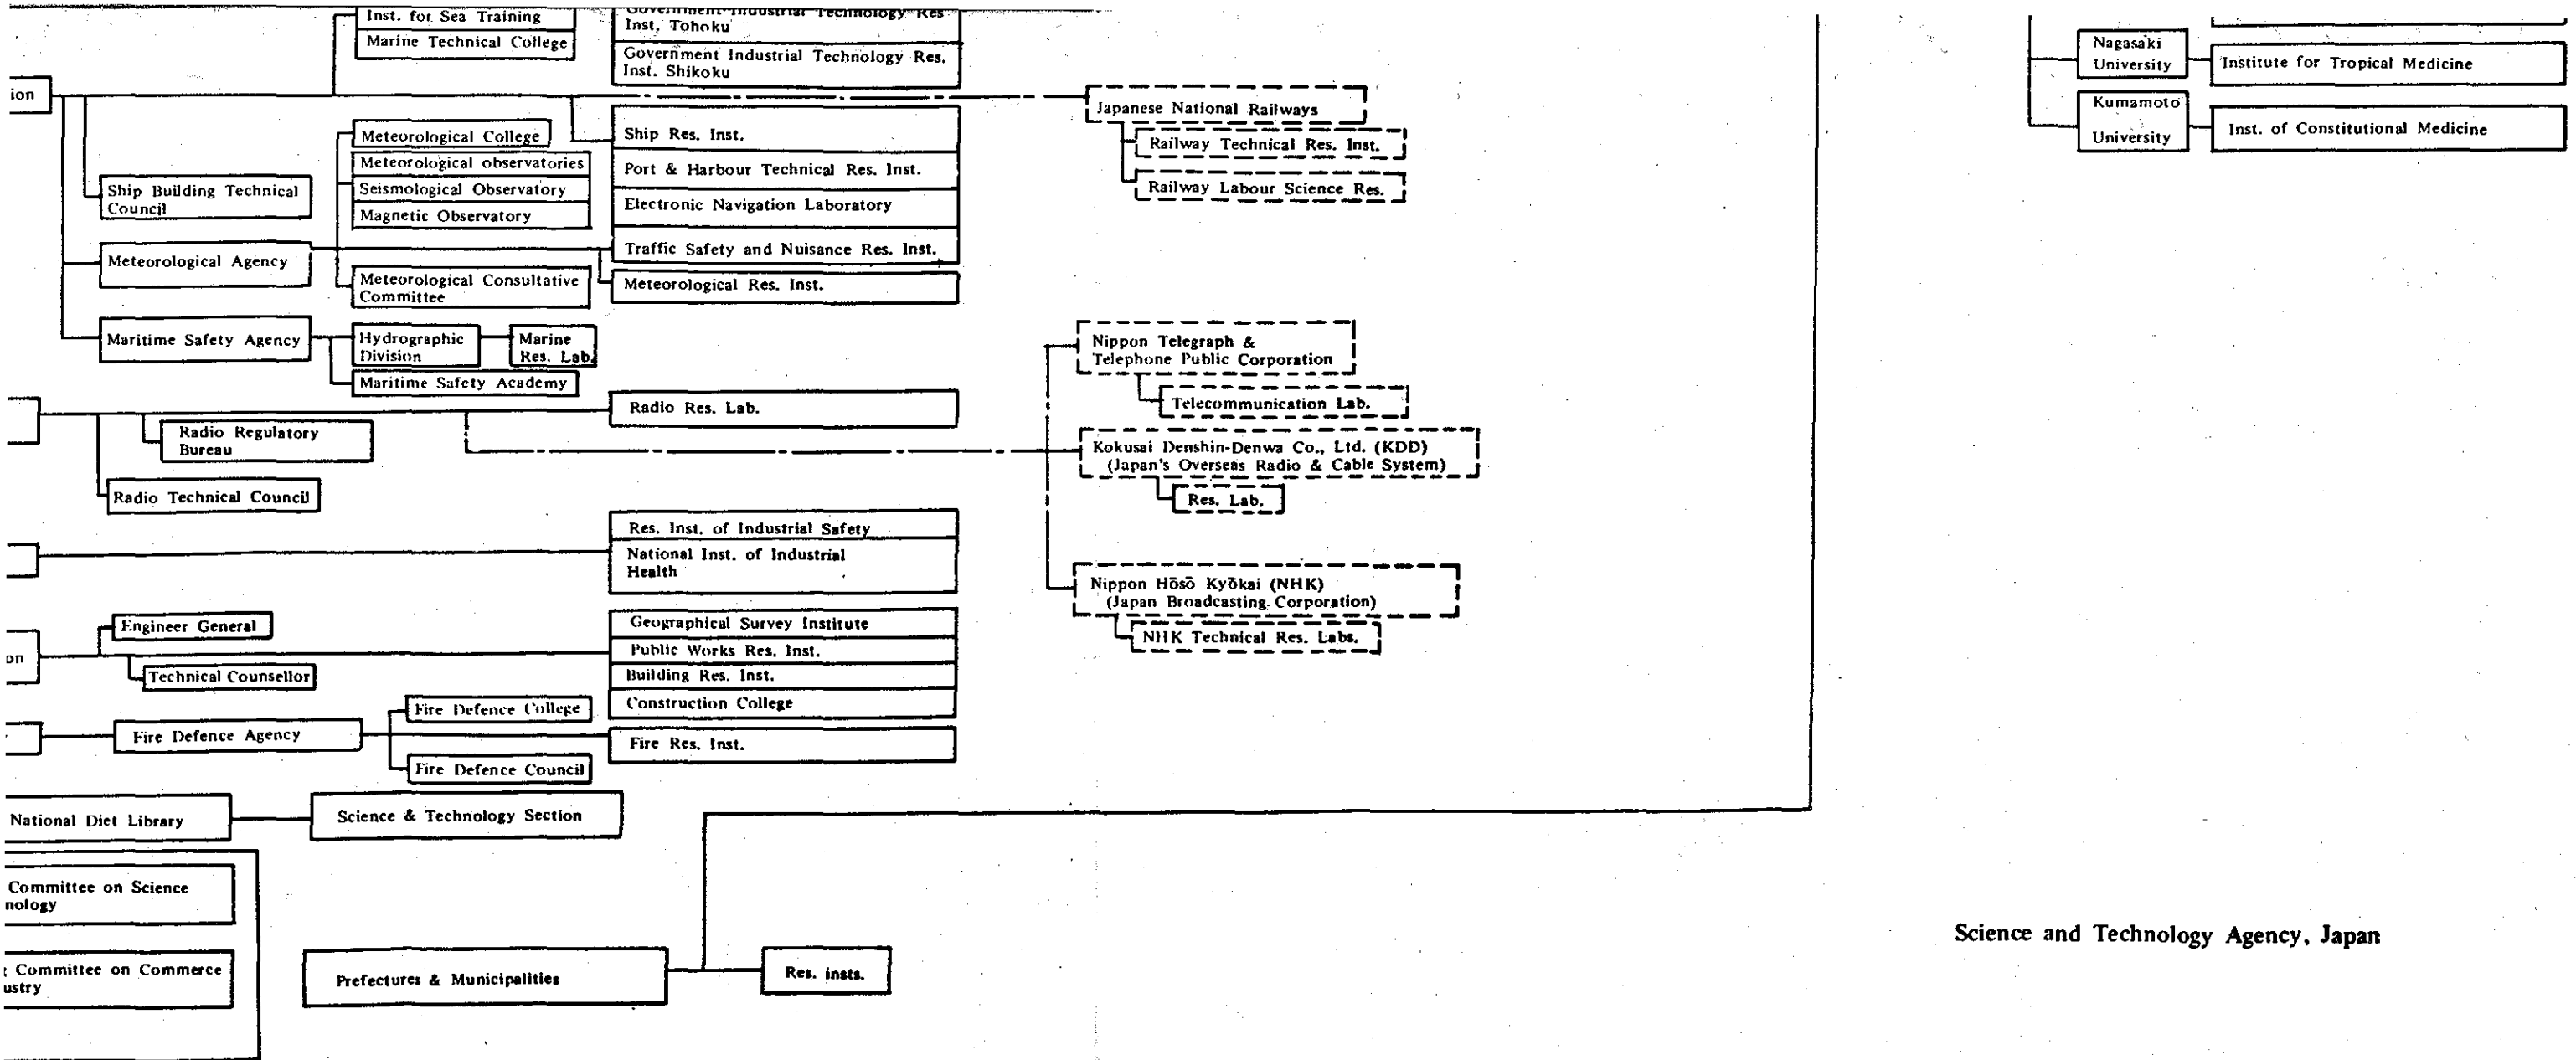 Inst. for Sea Training
Marine Technical College
Government Industrial Technology Res
Inst. Tohoku
Government Industrial Technology Res.
Inst. Shikoku
ion
Ship Building Technical
Council
Meteorological Agency
Maritime Safety Agency
Meteorological College
Meteorological observatories
Seismological Observatory
Magnetic Observatory
Meteorological Consultative
Committee
Hydrographic
Division
Marine
Res. Lab.
Maritime Safety Academy
Ship Res. Inst.
Port & Harbour Technical Res. Inst.
Electronic Navigation Laboratory
Traffic Safety and Nuisance Res. Inst.
Meteorological Res. Inst.
Japanese National Railways
Railway Technical Res. Inst.
Railway Labour Science Res.
Nagasaki
University
Institute for Tropical Medicine
Kumamoto
University
Inst. of Constitutional Medicine
Radio Regulatory
Bureau
Radio Technical Council
Radio Res. Lab.
Nippon Telegraph &
Telephone Public Corporation
Telecommunication Lab.
Kokusai Denshin-Denwa Co., Ltd. (KDD)
(Japan's Overseas Radio & Cable System)
Res. Lab.
Nippon Hōsō Kyōkai (NHK)
(Japan Broadcasting Corporation)
NHK Technical Res. Labs.
Res. Inst. of Industrial Safety
National Inst. of Industrial
Health
on
Engineer General
Technical Counsellor
Geographical Survey Institute
Public Works Res. Inst.
Building Res. Inst.
Construction College
Fire Defence Agency
Fire Defence College
Fire Defence Council
Fire Res. Inst.
National Diet Library
Science & Technology Section
Committee on Science
nology
Committee on Commerce
ustry
Prefectures & Municipalities
Res. insts.
Science and Technology Agency, Japan